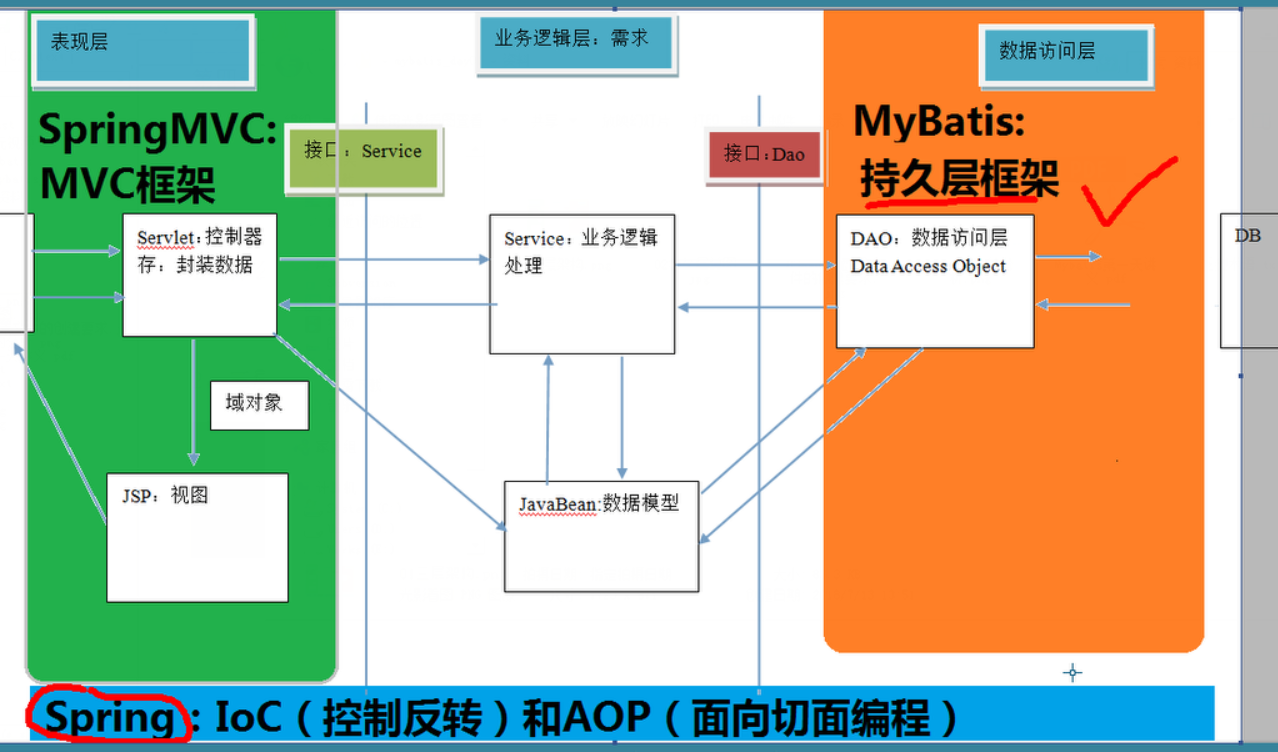 表现层
业务逻辑层：需求
数据访问层
SpringMVC:
MVC框架
接口：Service
接口:Dao
MyBatis:
持久层框架
Servlet:控制器
存：封装数据
Service：业务逻辑
处理
DAO：数据访问层
Data Access Object
DB
域对象
JSP：视图
JavaBean:数据模型
Spring：IoC（控制反转）和AOP（面向切面编程）